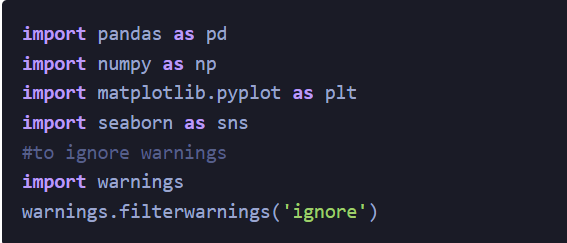 import pandas as pd
import numpy as np
import matplotlib.pyplot as plt
import seaborn as sns
#to ignore warnings
import warnings
warnings.filterwarnings('ignore')